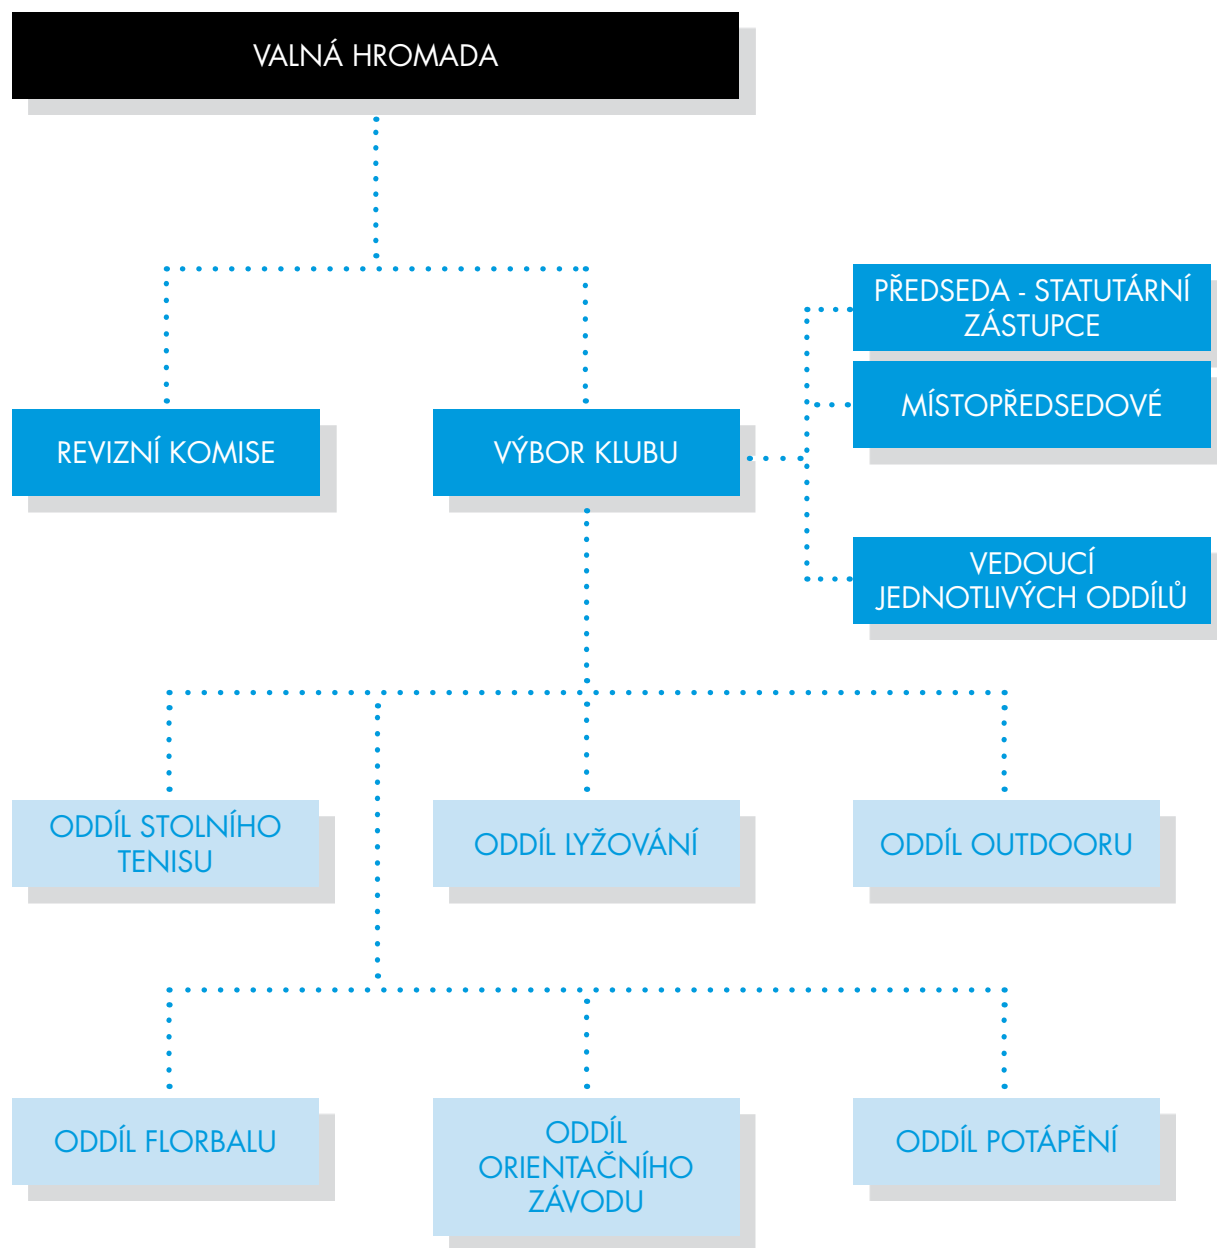 VALNÁ HROMADA
PŘEDSEDA - STATUTÁRNÍ
ZÁSTUPCE
MÍSTOPŘEDSEDOVÉ
REVIZNÍ KOMISE
VÝBOR KLUBU
VEDOUCÍ
JEDNOTLIVÝCH ODDÍLŮ
ODDÍL STOLNÍHO
TENISU
ODDÍL LYŽOVÁNÍ
ODDÍL OUTDOORU
ODDÍL FLORBALU
ODDÍL
ORIENTAČNÍHO
ZÁVODU
ODDÍL POTÁPĚNÍ